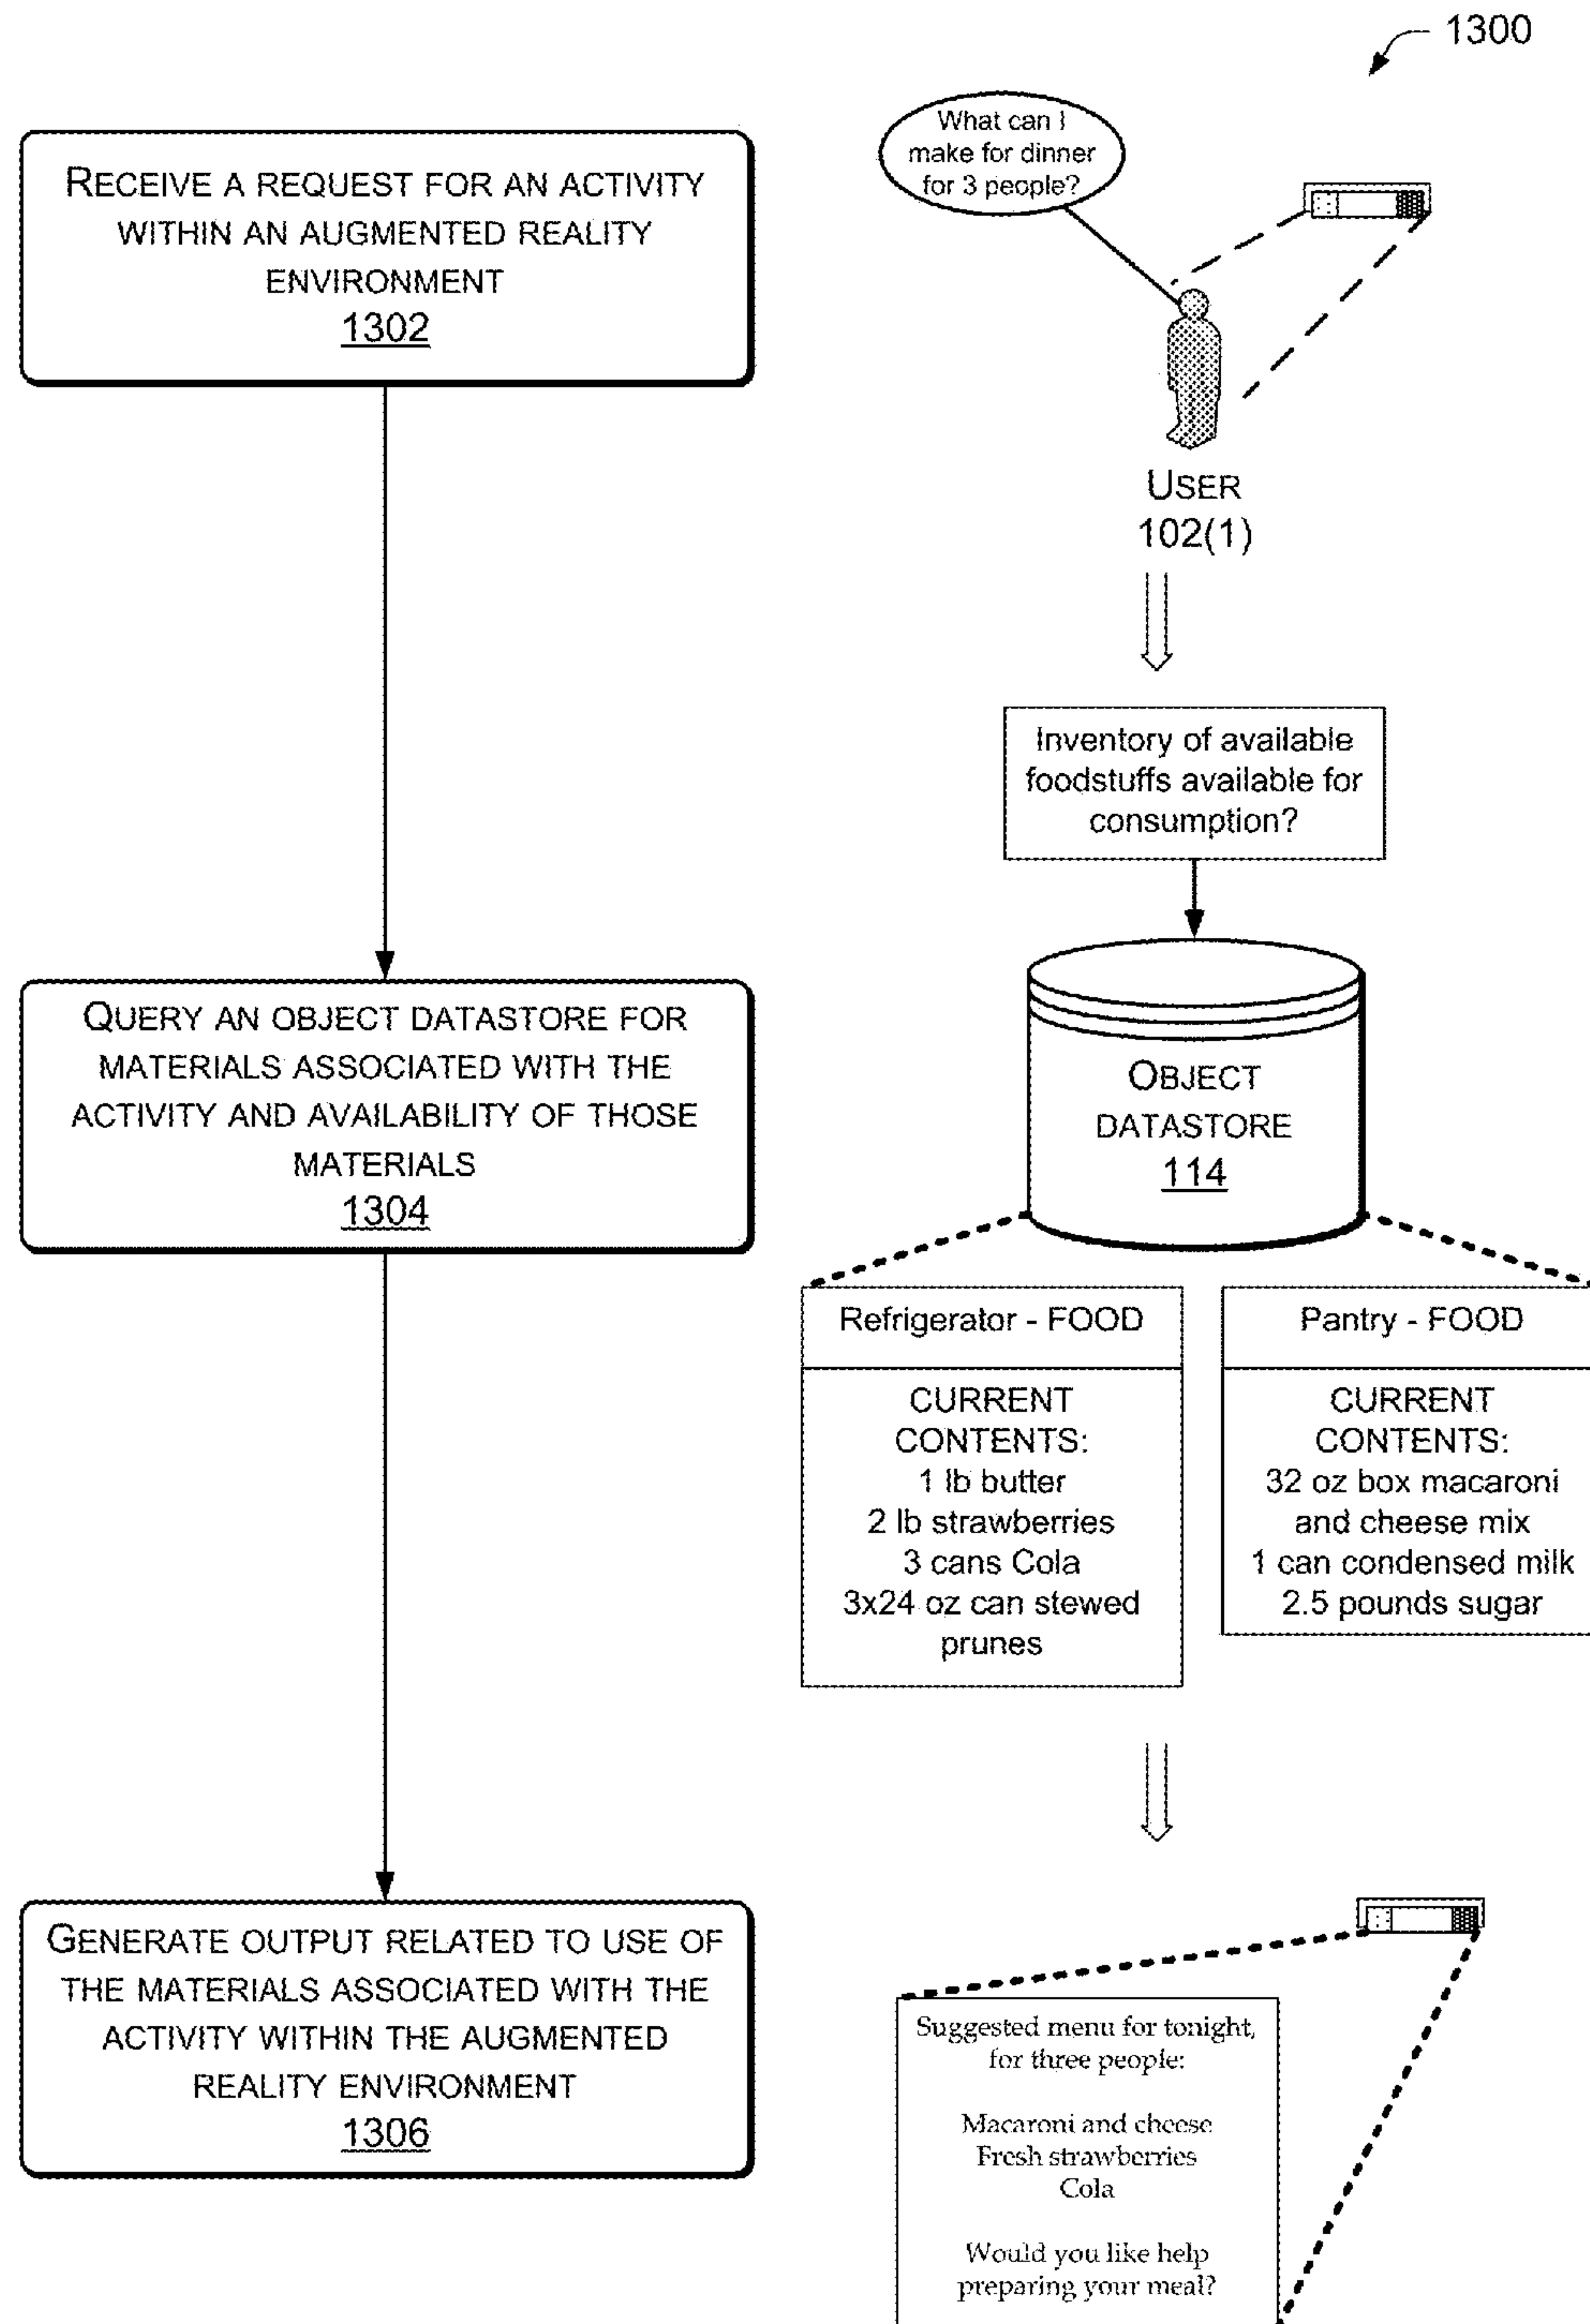 1300
RECEIVE A REQUEST FOR AN ACTIVITY
WITHIN AN AUGMENTED REALITY
ENVIRONMENT
1302
What can I
make for dinner
for 3 people?
USER
102(1)
Inventory of available
foodstuffs available for
consumption?
QUERY AN OBJECT DATASTORE FOR
MATERIALS ASSOCIATED WITH THE
ACTIVITY AND AVAILABILITY OF THOSE
MATERIALS
1304
OBJECT
DATASTORE
114
Refrigerator - FOOD
CURRENT
CONTENTS:
1 lb butter
2 lb strawberries
3 cans Cola
3x24 oz can stewed
prunes
Pantry - FOOD
CURRENT
CONTENTS:
32 oz box macaroni
and cheese mix
1 can condensed milk
2.5 pounds sugar
GENERATE OUTPUT RELATED TO USE OF
THE MATERIALS ASSOCIATED WITH THE
ACTIVITY WITHIN THE AUGMENTED
REALITY ENVIRONMENT
1306
Suggested menu for tonight,
for three people:
Macaroni and cheese
Fresh strawberries
Cola
Would you like help
preparing your meal?